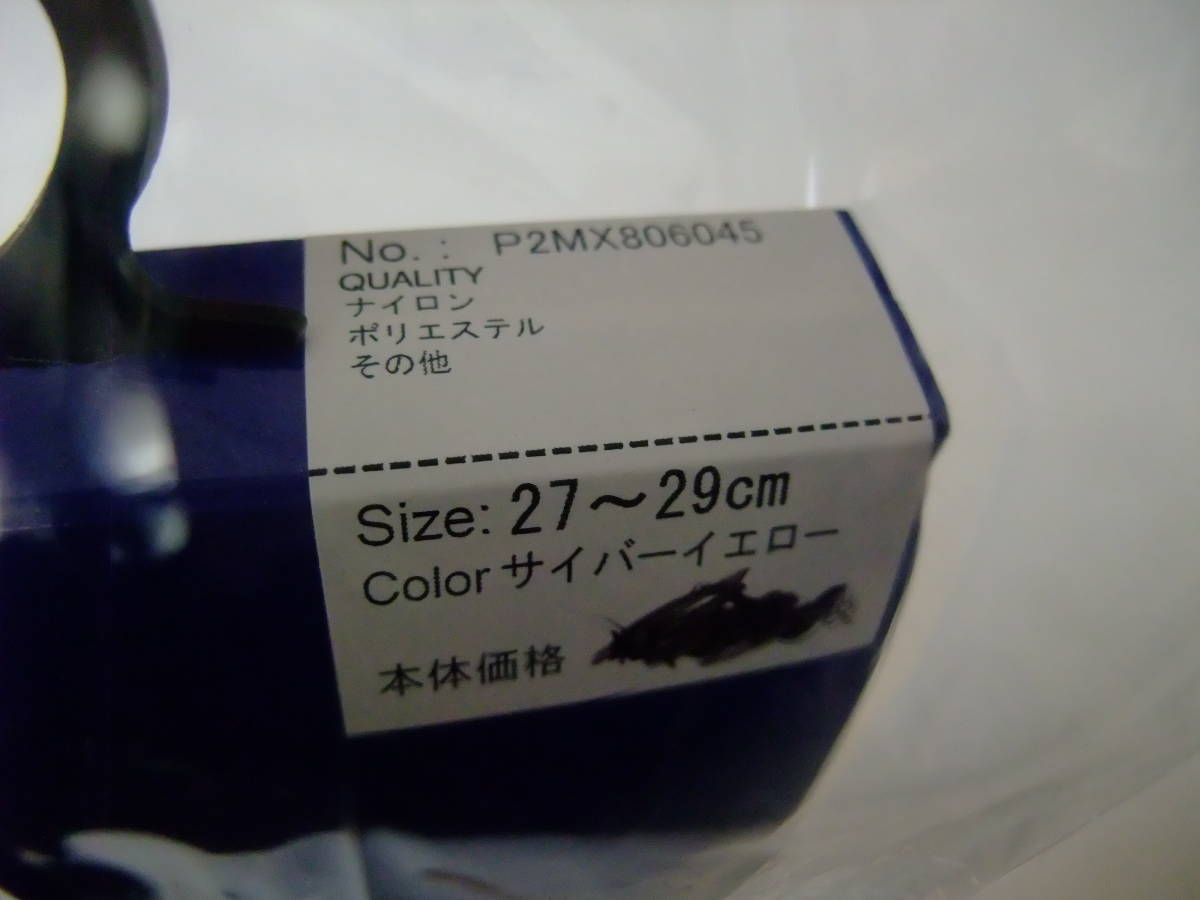 No.: P2MX806045
QUALITY
ナイロン
ポリエステル
その他
Size: 27～29cm
Color サイバーイエロー
本体価格